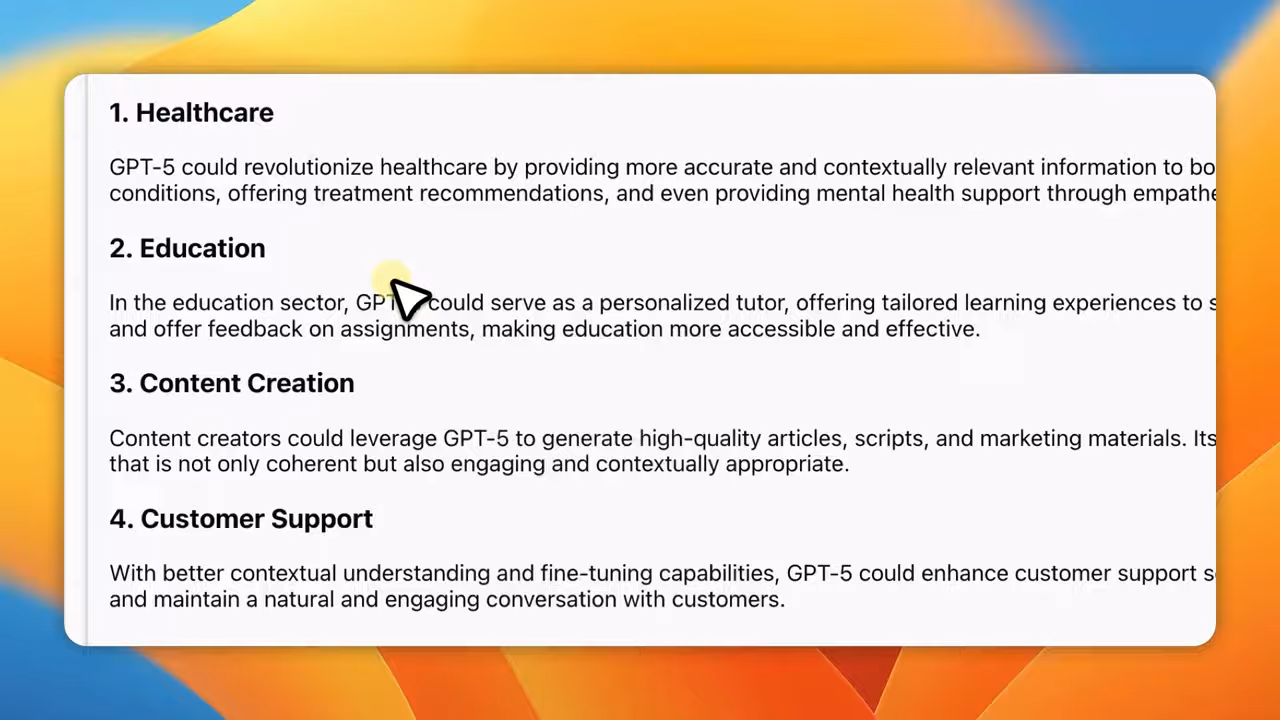 1. Healthcare
GPT-5 could revolutionize healthcare by providing more accurate and contextually relevant information to
conditions, offering treatment recommendations, and even providing mental health support through
2. Education
In the education sector, could serve as a personalized tutor, offering tailored learning experiences to
and offer feedback on assignments, making education more accessible and effective.
3. Content Creation
Content creators could leverage GPT-5 to generate high-quality articles, scripts, and marketing materials. Its
that is not only coherent but also engaging and contextually appropriate.
4. Customer Support
With better contextual understanding and fine-tuning capabilities, GPT-5 could enhance customer support
and maintain a natural and engaging conversation with customers.